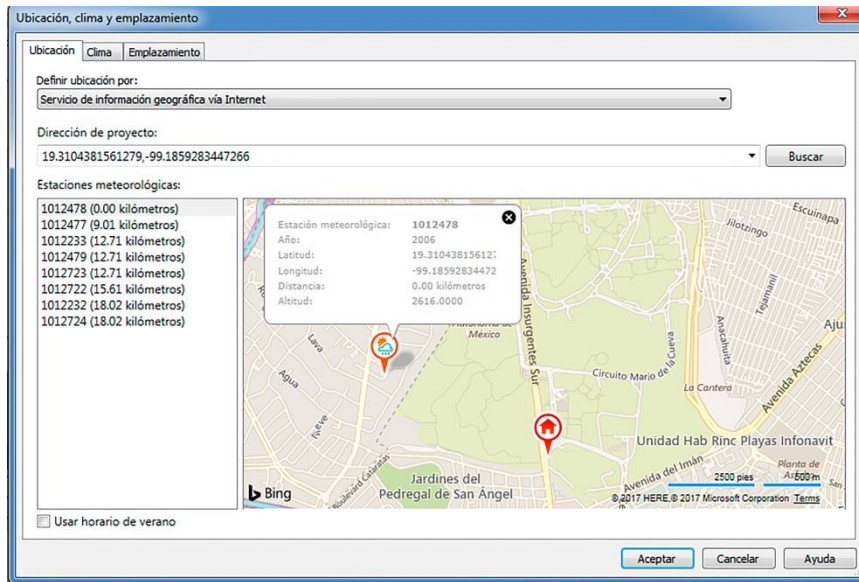 Ubicación, clima y emplazamiento
Ubicación Clima Emplazamiento
Definir ubicación por:
Servicio de información geográfica vía Internet
Dirección de proyecto:
19.3104381561279,-99.1859283447266
Buscar
Estaciones meteorológicas:
1012478 (0.00 kilómetros)
1012477 (9.01 kilómetros)
1012233 (12.71 kilómetros)
1012479 (12.71 kilómetros)
1012723 (12.71 kilómetros)
1012722 (15.61 kilómetros)
1012232 (18.02 kilómetros)
1012724 (18.02 kilómetros)
Estación meteorológica: 1012478
Año: 2006
Latitud: 19.31043815612
Longitud: -99.18592834472
Distancia: 0.00 kilómetros
Altitud: 2616.0000
Escuinapa
Jilotzingo
Tejamanil
Anacahuita
Aju
Avenida Insurgentes Sur
México
Lava
Agua
Nieve
Circuito Mario de la Cueva
La Cantera
Avenida Aztecas
Unidad Hab Rinc Playas Infonavit
Avenida del Imán
Planta de
Jardines del
Pedregal de San Ángel
Boulevard Cataratas
2500 pies 500 m
Bing
© 2017 HERE, © 2017 Microsoft Corporation Terms
Usar horario de verano
Aceptar Cancelar Ayuda